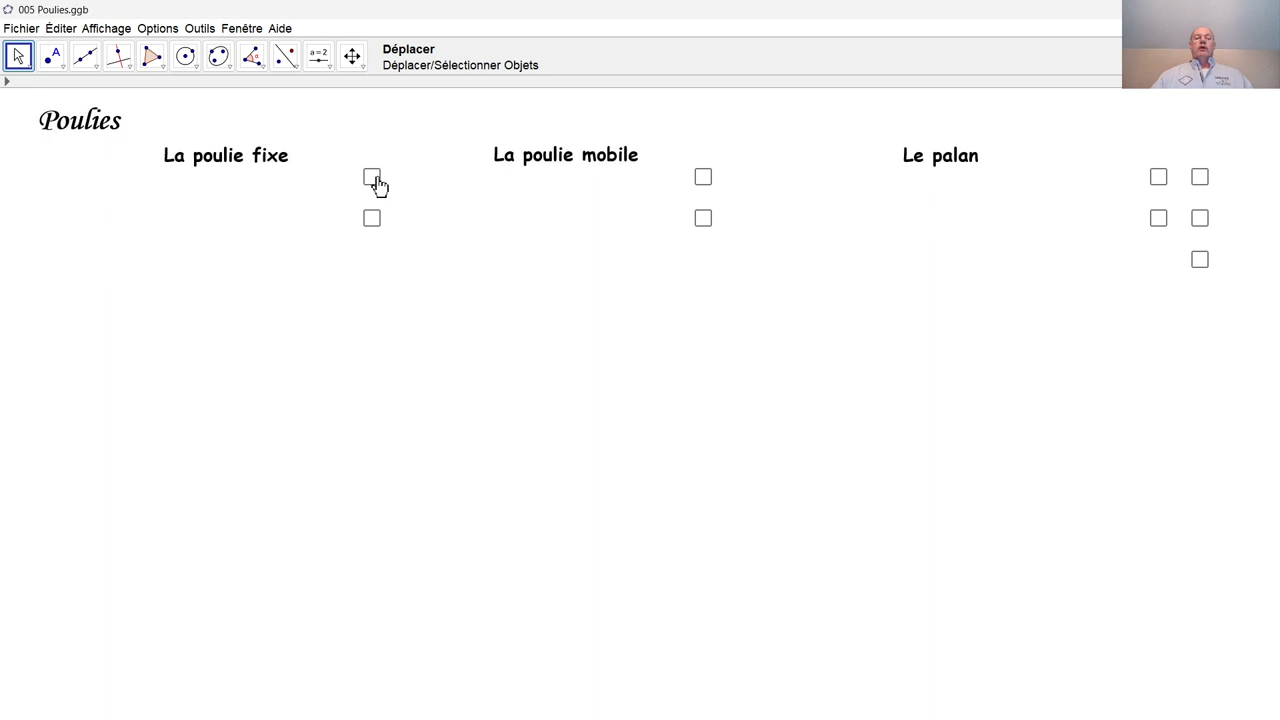 005 Poulies.ggb
Fichier Éditer Affichage Options Outils Fenêtre Aide
A
a=2
Déplacer
Déplacer/Sélectionner Objets
Poulies
La poulie fixe
La poulie mobile
Le palan